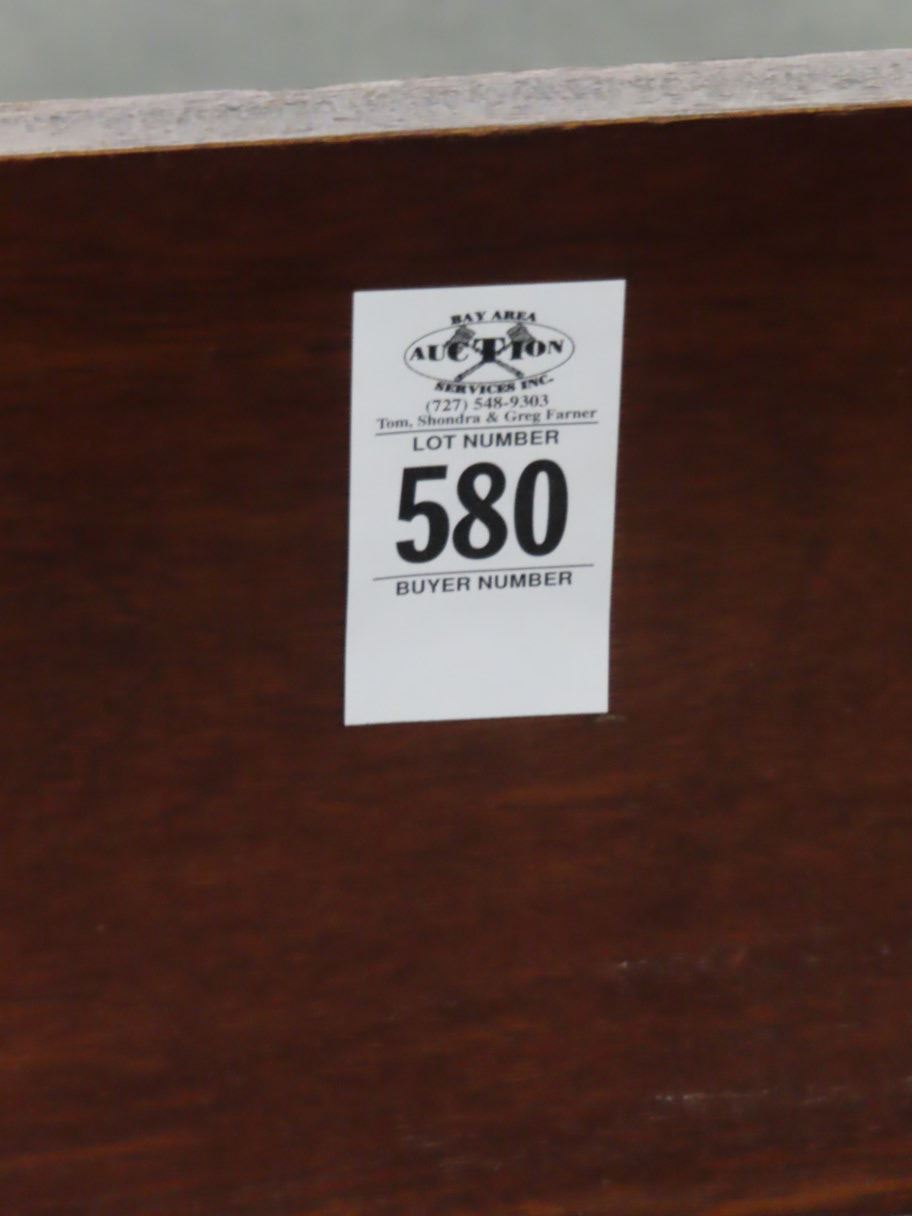 BAY AREA
AUCTION
SERVICES INC.
(727) 548-9303
Tom, Shondra & Greg Farner
LOT NUMBER
580
BUYER NUMBER